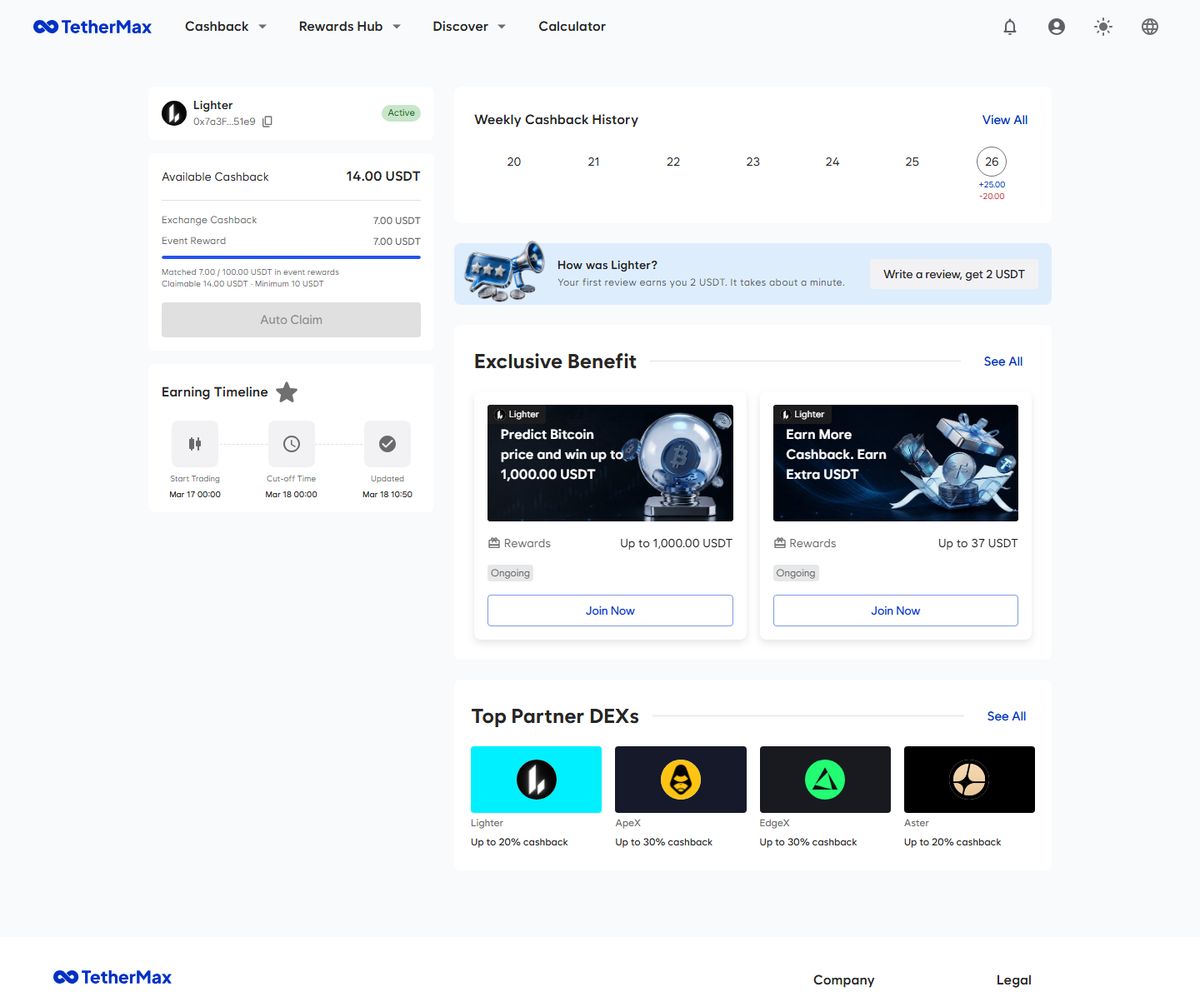 TetherMax
Cashback
Rewards Hub
Discover
Calculator
Lighter
0x7a3F...51e9
Active
Available Cashback
14.00 USDT
Exchange Cashback
7.00 USDT
Event Reward
7.00 USDT
Matched 7.00 / 100.00 USDT in event rewards
Claimable 14.00 USDT · Minimum 10 USDT
Auto Claim
Earning Timeline
Start Trading
Mar 17 00:00
Cut-off Time
Mar 18 00:00
Updated
Mar 18 10:50
Weekly Cashback History
View All
20
21
22
23
24
25
26
+25.00
-20.00
How was Lighter?
Your first review earns you 2 USDT. It takes about a minute.
Write a review, get 2 USDT
Exclusive Benefit
See All
Lighter
Predict Bitcoin
price and win up to
1,000.00 USDT
Rewards
Up to 1,000.00 USDT
Ongoing
Join Now
Lighter
Earn More
Cashback. Earn
Extra USDT
Rewards
Up to 37 USDT
Ongoing
Join Now
Top Partner DEXs
See All
Lighter
Up to 20% cashback
ApeX
Up to 30% cashback
EdgeX
Up to 30% cashback
Aster
Up to 20% cashback
TetherMax
Company
Legal